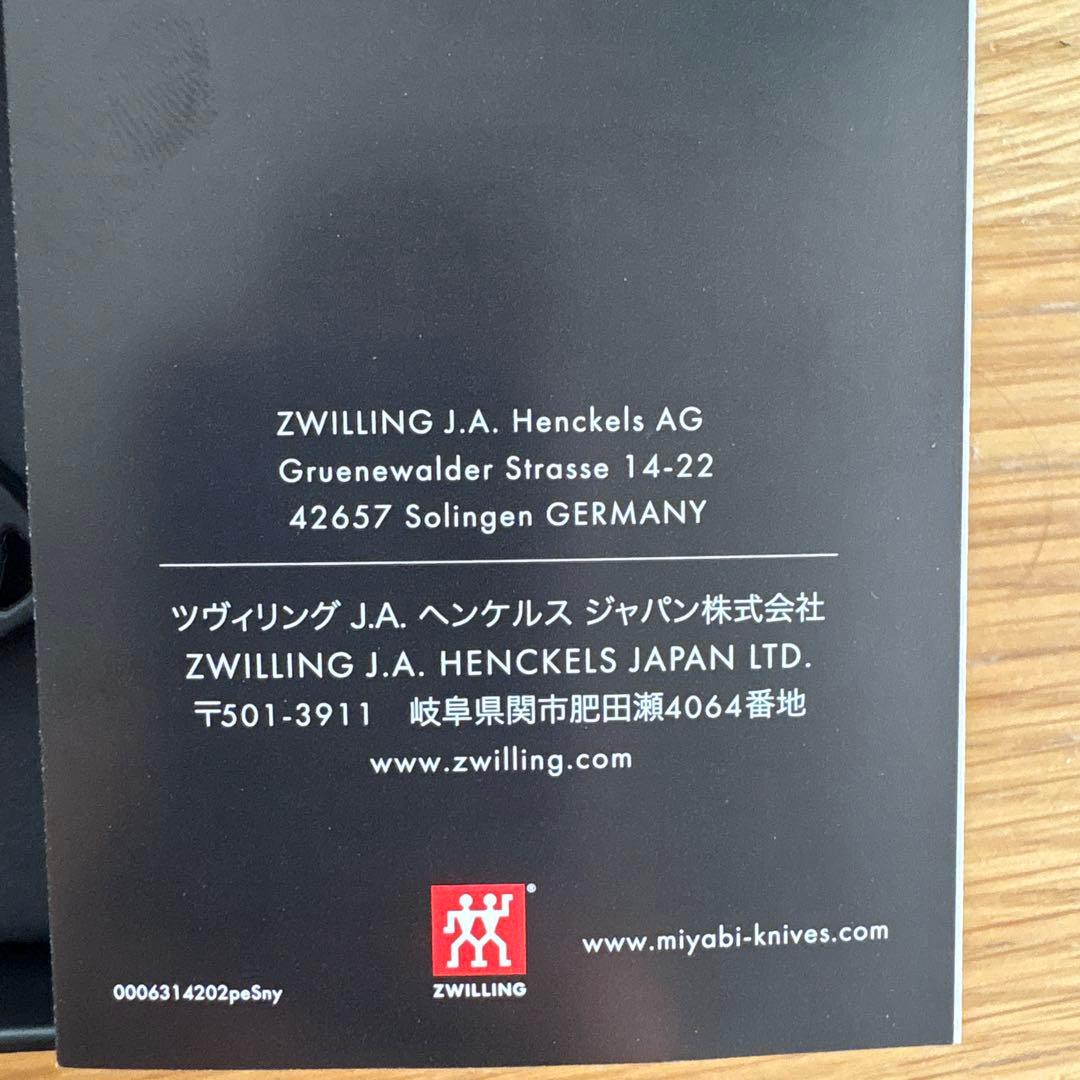 ZWILLING J.A. Henckels AG
Gruenewalder Strasse 14-22
42657 Solingen GERMANY
ツヴィリング J.A. ヘンケルス ジャパン株式会社
ZWILLING J.A. HENCKELS JAPAN LTD.
〒501-3911　岐阜県関市肥田瀬4064番地
www.zwilling.com
®
www.miyabi-knives.com
0006314202peSny
ZWILLING